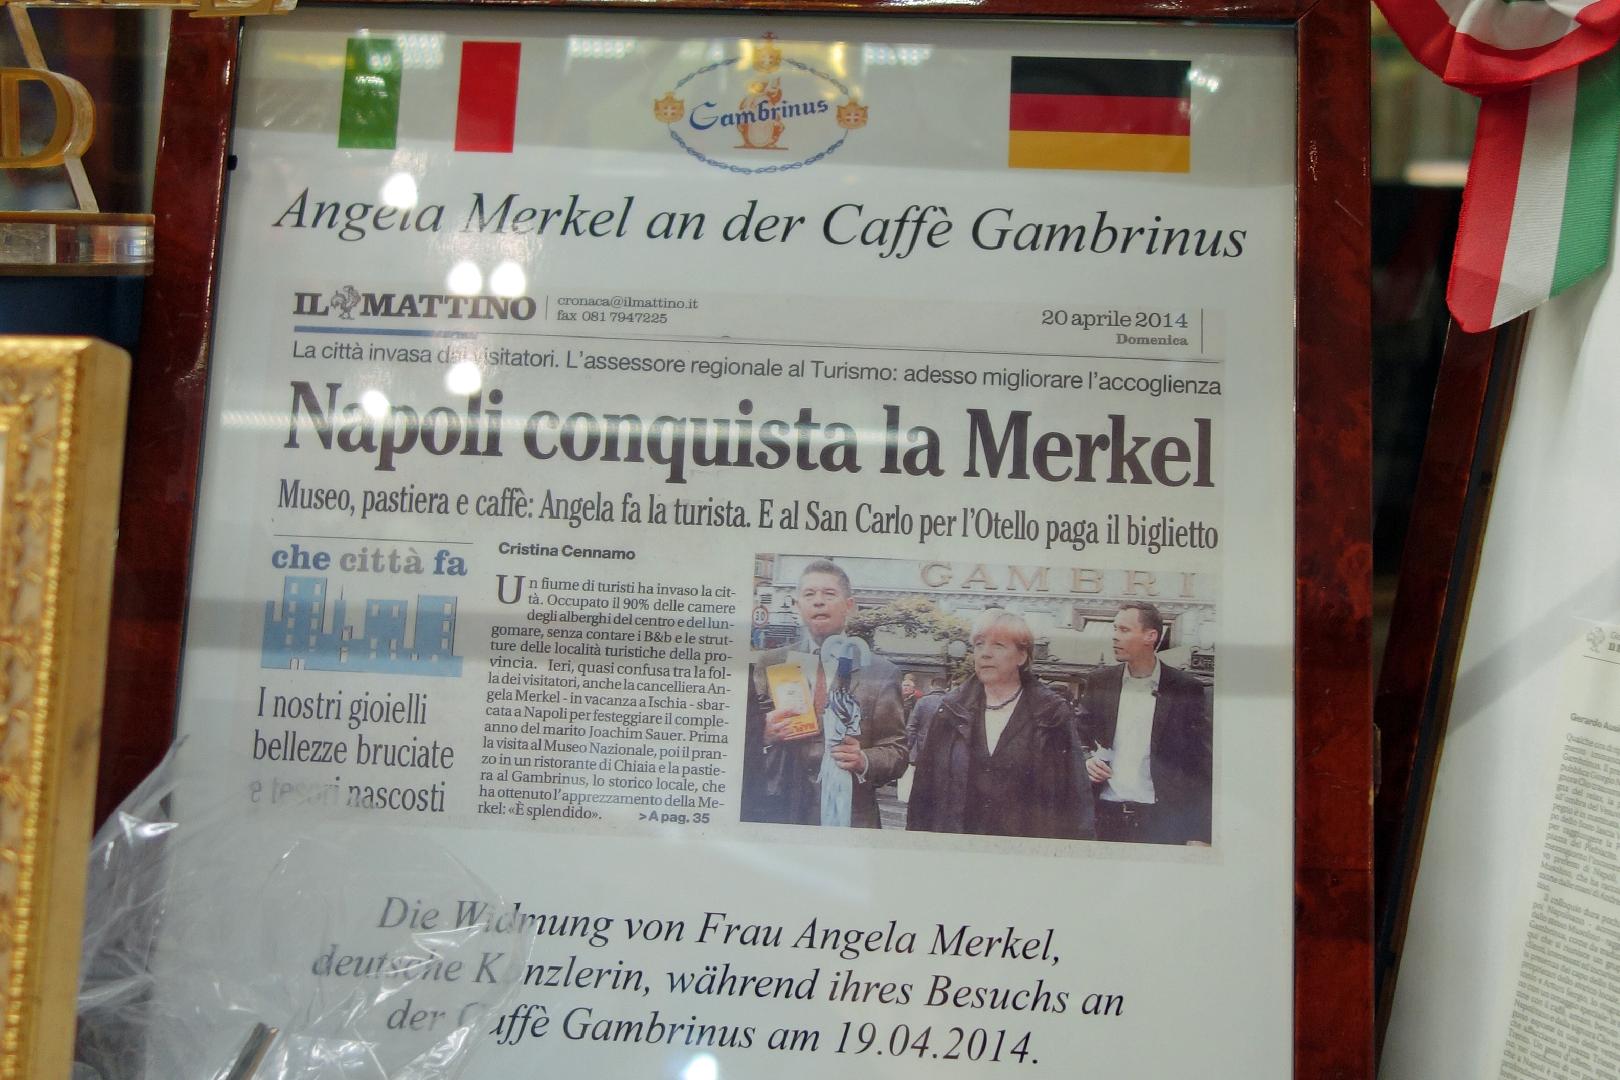 Gambrinus
Angela Merkel an der Caffè Gambrinus
IL MATTINO
cronaca@ilmattino.it
fax 081 7947225
20 aprile 2014
Domenica
La città invasa dai visitatori. L'assessore regionale al Turismo: adesso migliorare l'accoglienza
Napoli conquista la Merkel
Museo, pastiera e caffè: Angela fa la turista. E al San Carlo per l'Otello paga il biglietto
che città fa
I nostri gioielli
bellezze bruciate
e tesori nascosti
Cristina Cennamo
Un fiume di turisti ha invaso la cit-
tà. Occupato il 90% delle camere
degli alberghi del centro e del lun-
gomare, senza contare i B&b e le strut-
ture delle località turistiche della pro-
vincia. Ieri, quasi confusa tra la fol-
la dei visitatori, anche la cancelliera An-
gela Merkel - in vacanza a Ischia - sbar-
cata a Napoli per festeggiare il comple-
anno del marito Joachim Sauer. Prima
la visita al Museo Nazionale, poi il pran-
zo in un ristorante di Chiaia e la pastie-
ra al Gambrinus, lo storico locale, che
ha ottenuto l'apprezzamento della Me-
rkel: «È splendido».
>A pag. 35
GAMBRI
Die Widmung von Frau Angela Merkel,
deutsche Kanzlerin, während ihres Besuchs an
der Caffè Gambrinus am 19.04.2014.
D